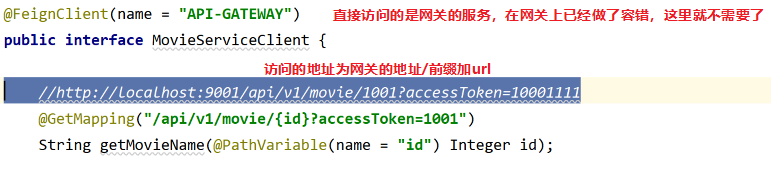 @FeignClient(name = "API-GATEWAY") 直接访问的是网关的服务，在网关上已经做了容错，这里就不需要了
public interface MovieServiceClient {
访问的地址为网关的地址/前缀加url
//http://localhost:9001/api/v1/movie/1001?accessToken=10001111
@GetMapping("/api/v1/movie/{id}?accessToken=1001")
String getMovieName(@PathVariable(name = "id") Integer id);